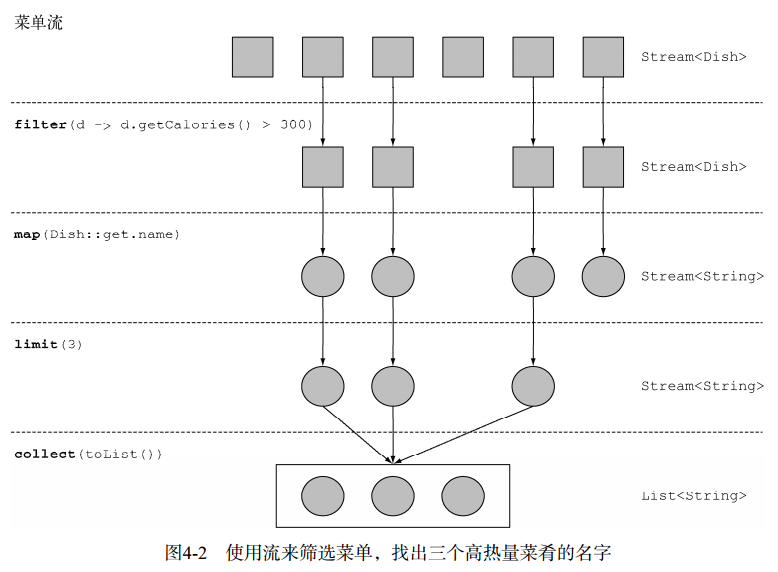 菜单流
Stream<Dish>
filter(d -> d.getCalories() > 300)
Stream<Dish>
map(Dish::get.name)
Stream<String>
limit(3)
Stream<String>
collect(toList())
List<String>
图4-2 使用流来筛选菜单，找出三个高热量菜肴的名字